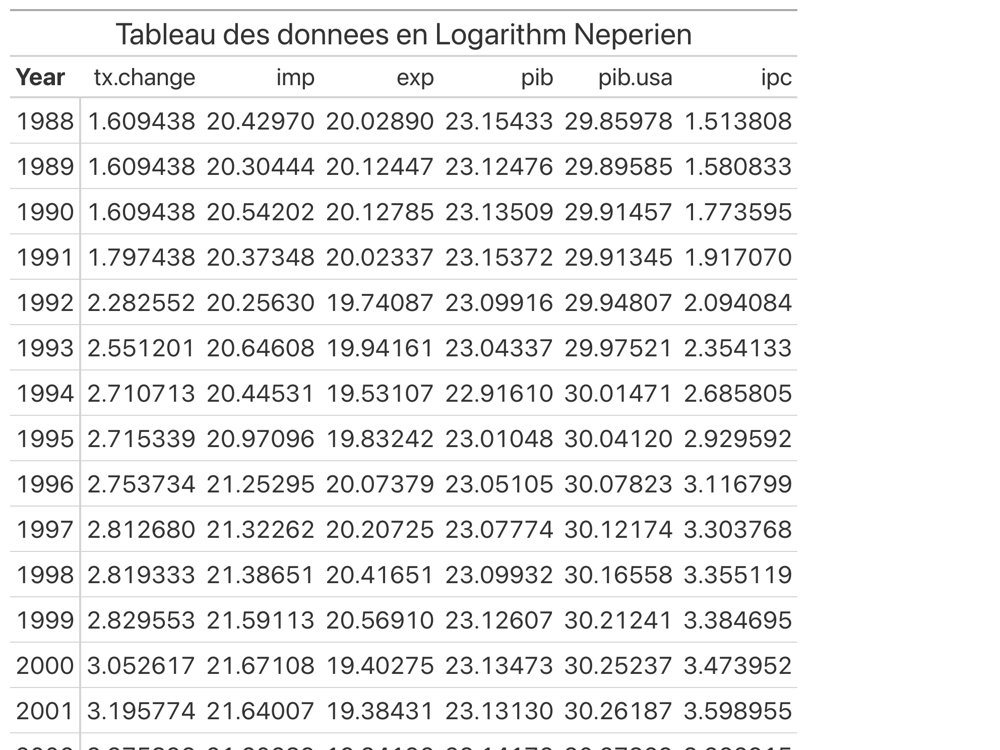 Tableau des donnees en Logarithm Neperien
Year tx.change imp exp pib pib.usa ipc
1988 1.609438 20.42970 20.02890 23.15433 29.85978 1.513808
1989 1.609438 20.30444 20.12447 23.12476 29.89585 1.580833
1990 1.609438 20.54202 20.12785 23.13509 29.91457 1.773595
1991 1.797438 20.37348 20.02337 23.15372 29.91345 1.917070
1992 2.282552 20.25630 19.74087 23.09916 29.94807 2.094084
1993 2.551201 20.64608 19.94161 23.04337 29.97521 2.354133
1994 2.710713 20.44531 19.53107 22.91610 30.01471 2.685805
1995 2.715339 20.97096 19.83242 23.01048 30.04120 2.929592
1996 2.753734 21.25295 20.07379 23.05105 30.07823 3.116799
1997 2.812680 21.32262 20.20725 23.07774 30.12174 3.303768
1998 2.819333 21.38651 20.41651 23.09932 30.16558 3.355119
1999 2.829553 21.59113 20.56910 23.12607 30.21241 3.384695
2000 3.052617 21.67108 19.40275 23.13473 30.25237 3.473952
2001 3.195774 21.64007 19.38431 23.13130 30.26187 3.598955